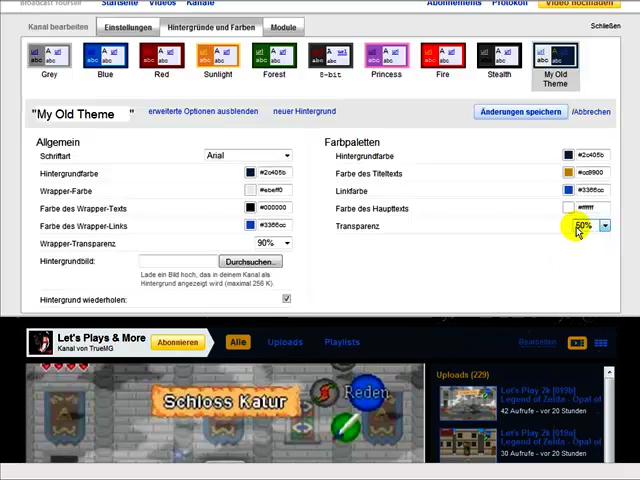 Broadcast Yourself Startseite Videos Kanäle Abonnements Postfach Video hochladen
Kanal bearbeiten Einstellungen Hintergründe und Farben Module Schließen
Grey Blue Red Sunlight Forest 8-bit Princess Fire Stealth My Old Theme
"My Old Theme " erweiterte Optionen ausblenden neuer Hintergrund Änderungen speichern /Abbrechen
Allgemein
Schriftart Arial
Hintergrundfarbe #2c405b
Wrapper-Farbe #ebeff0
Farbe des Wrapper-Texts #000000
Farbe des Wrapper-Links #3366cc
Wrapper-Transparenz 90%
Hintergrundbild: Durchsuchen...
Lade ein Bild hoch, das in deinem Kanal als
Hintergrund angezeigt wird (maximal 256 K).
Hintergrund wiederholen:
Farbpaletten
Hintergrundfarbe #2c405b
Farbe des Titeltexts #cc8900
Linkfarbe #3366cc
Farbe des Haupttexts #ffffff
Transparenz 50%
Let's Plays & More
Kanal von TrueMG
Abonnieren Alle Uploads Playlists Bearbeiten
Schloss Katur
Reden
Uploads (229)
Let's Play 2k [019b]
Legend of Zelda - Opal of
42 Aufrufe - vor 20 Stunden
Let's Play 2k [019a]
Legend of Zelda - Opal of
30 Aufrufe - vor 20 Stunden